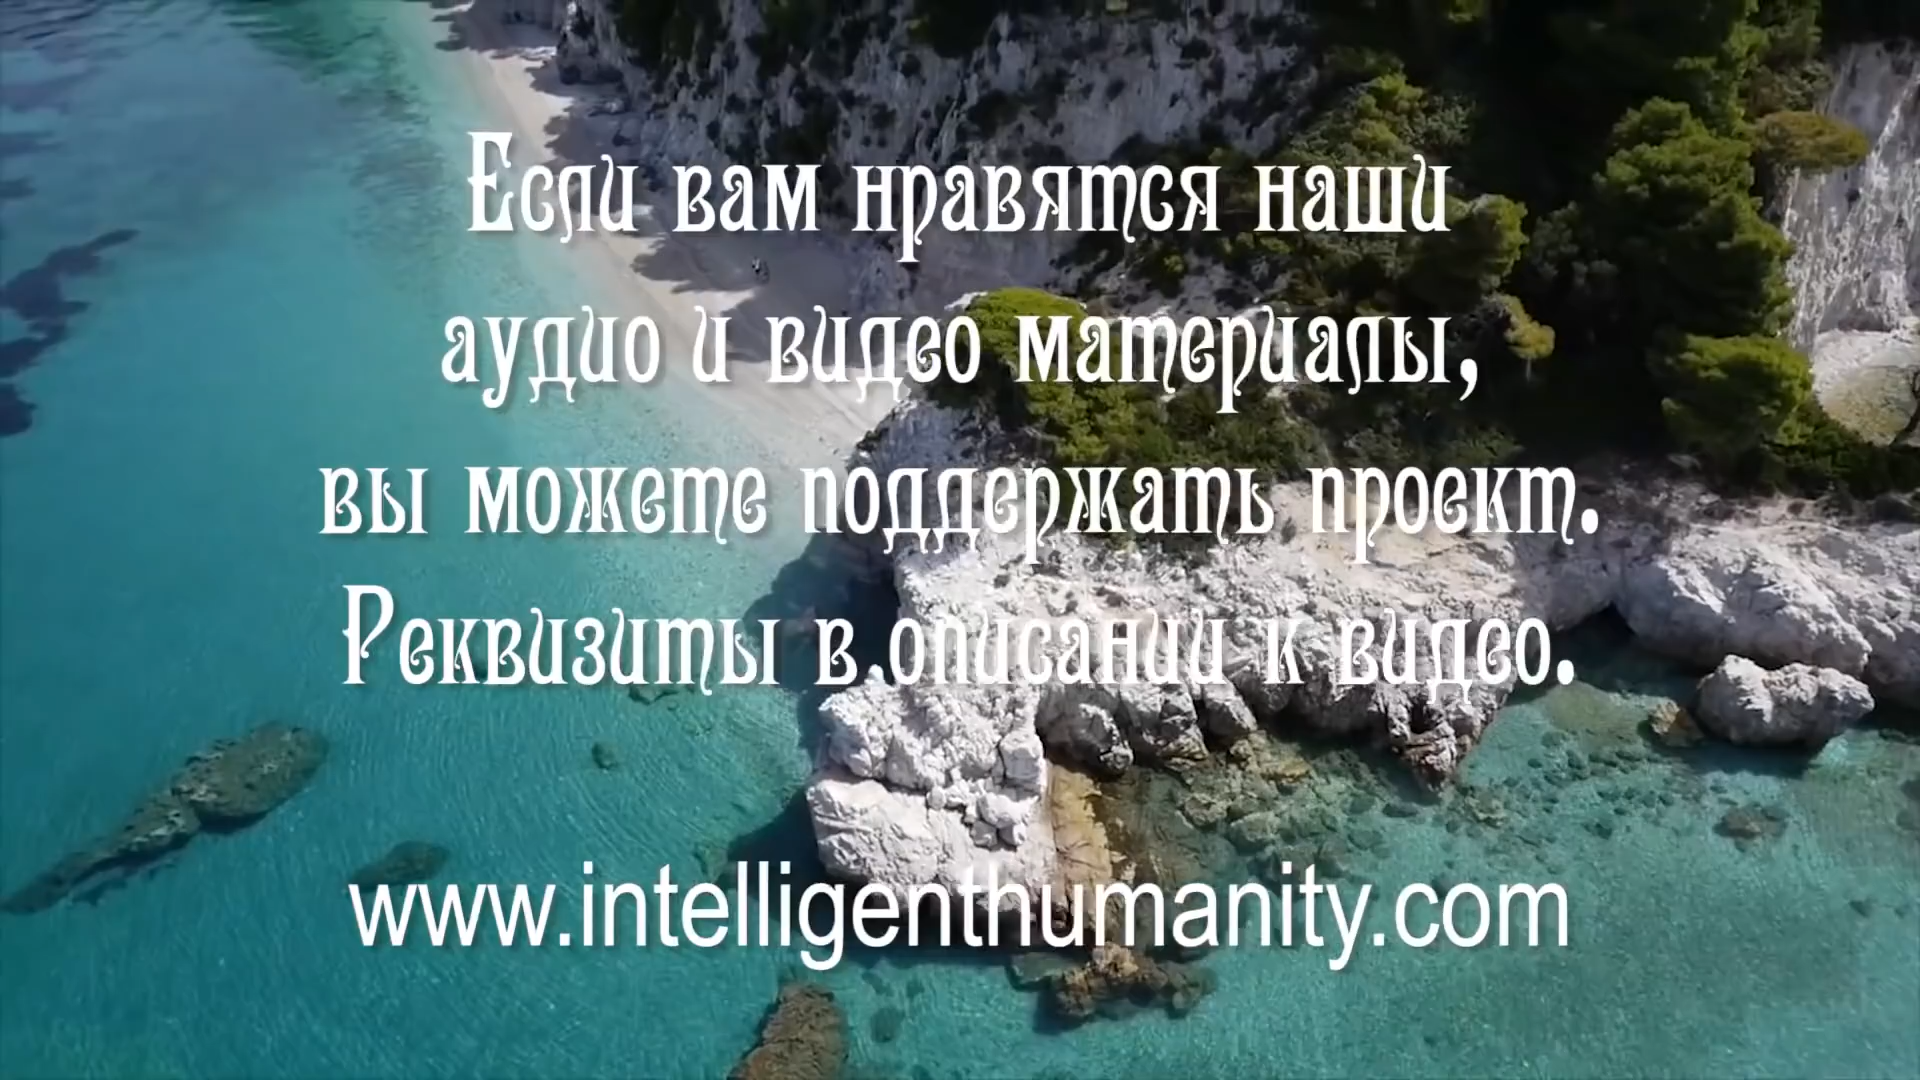 Если вам нравятся наши
аудио и видео материалы,
вы можете поддержать проект.
Реквизиты в описании к видео.
www.intelligenthumanity.com